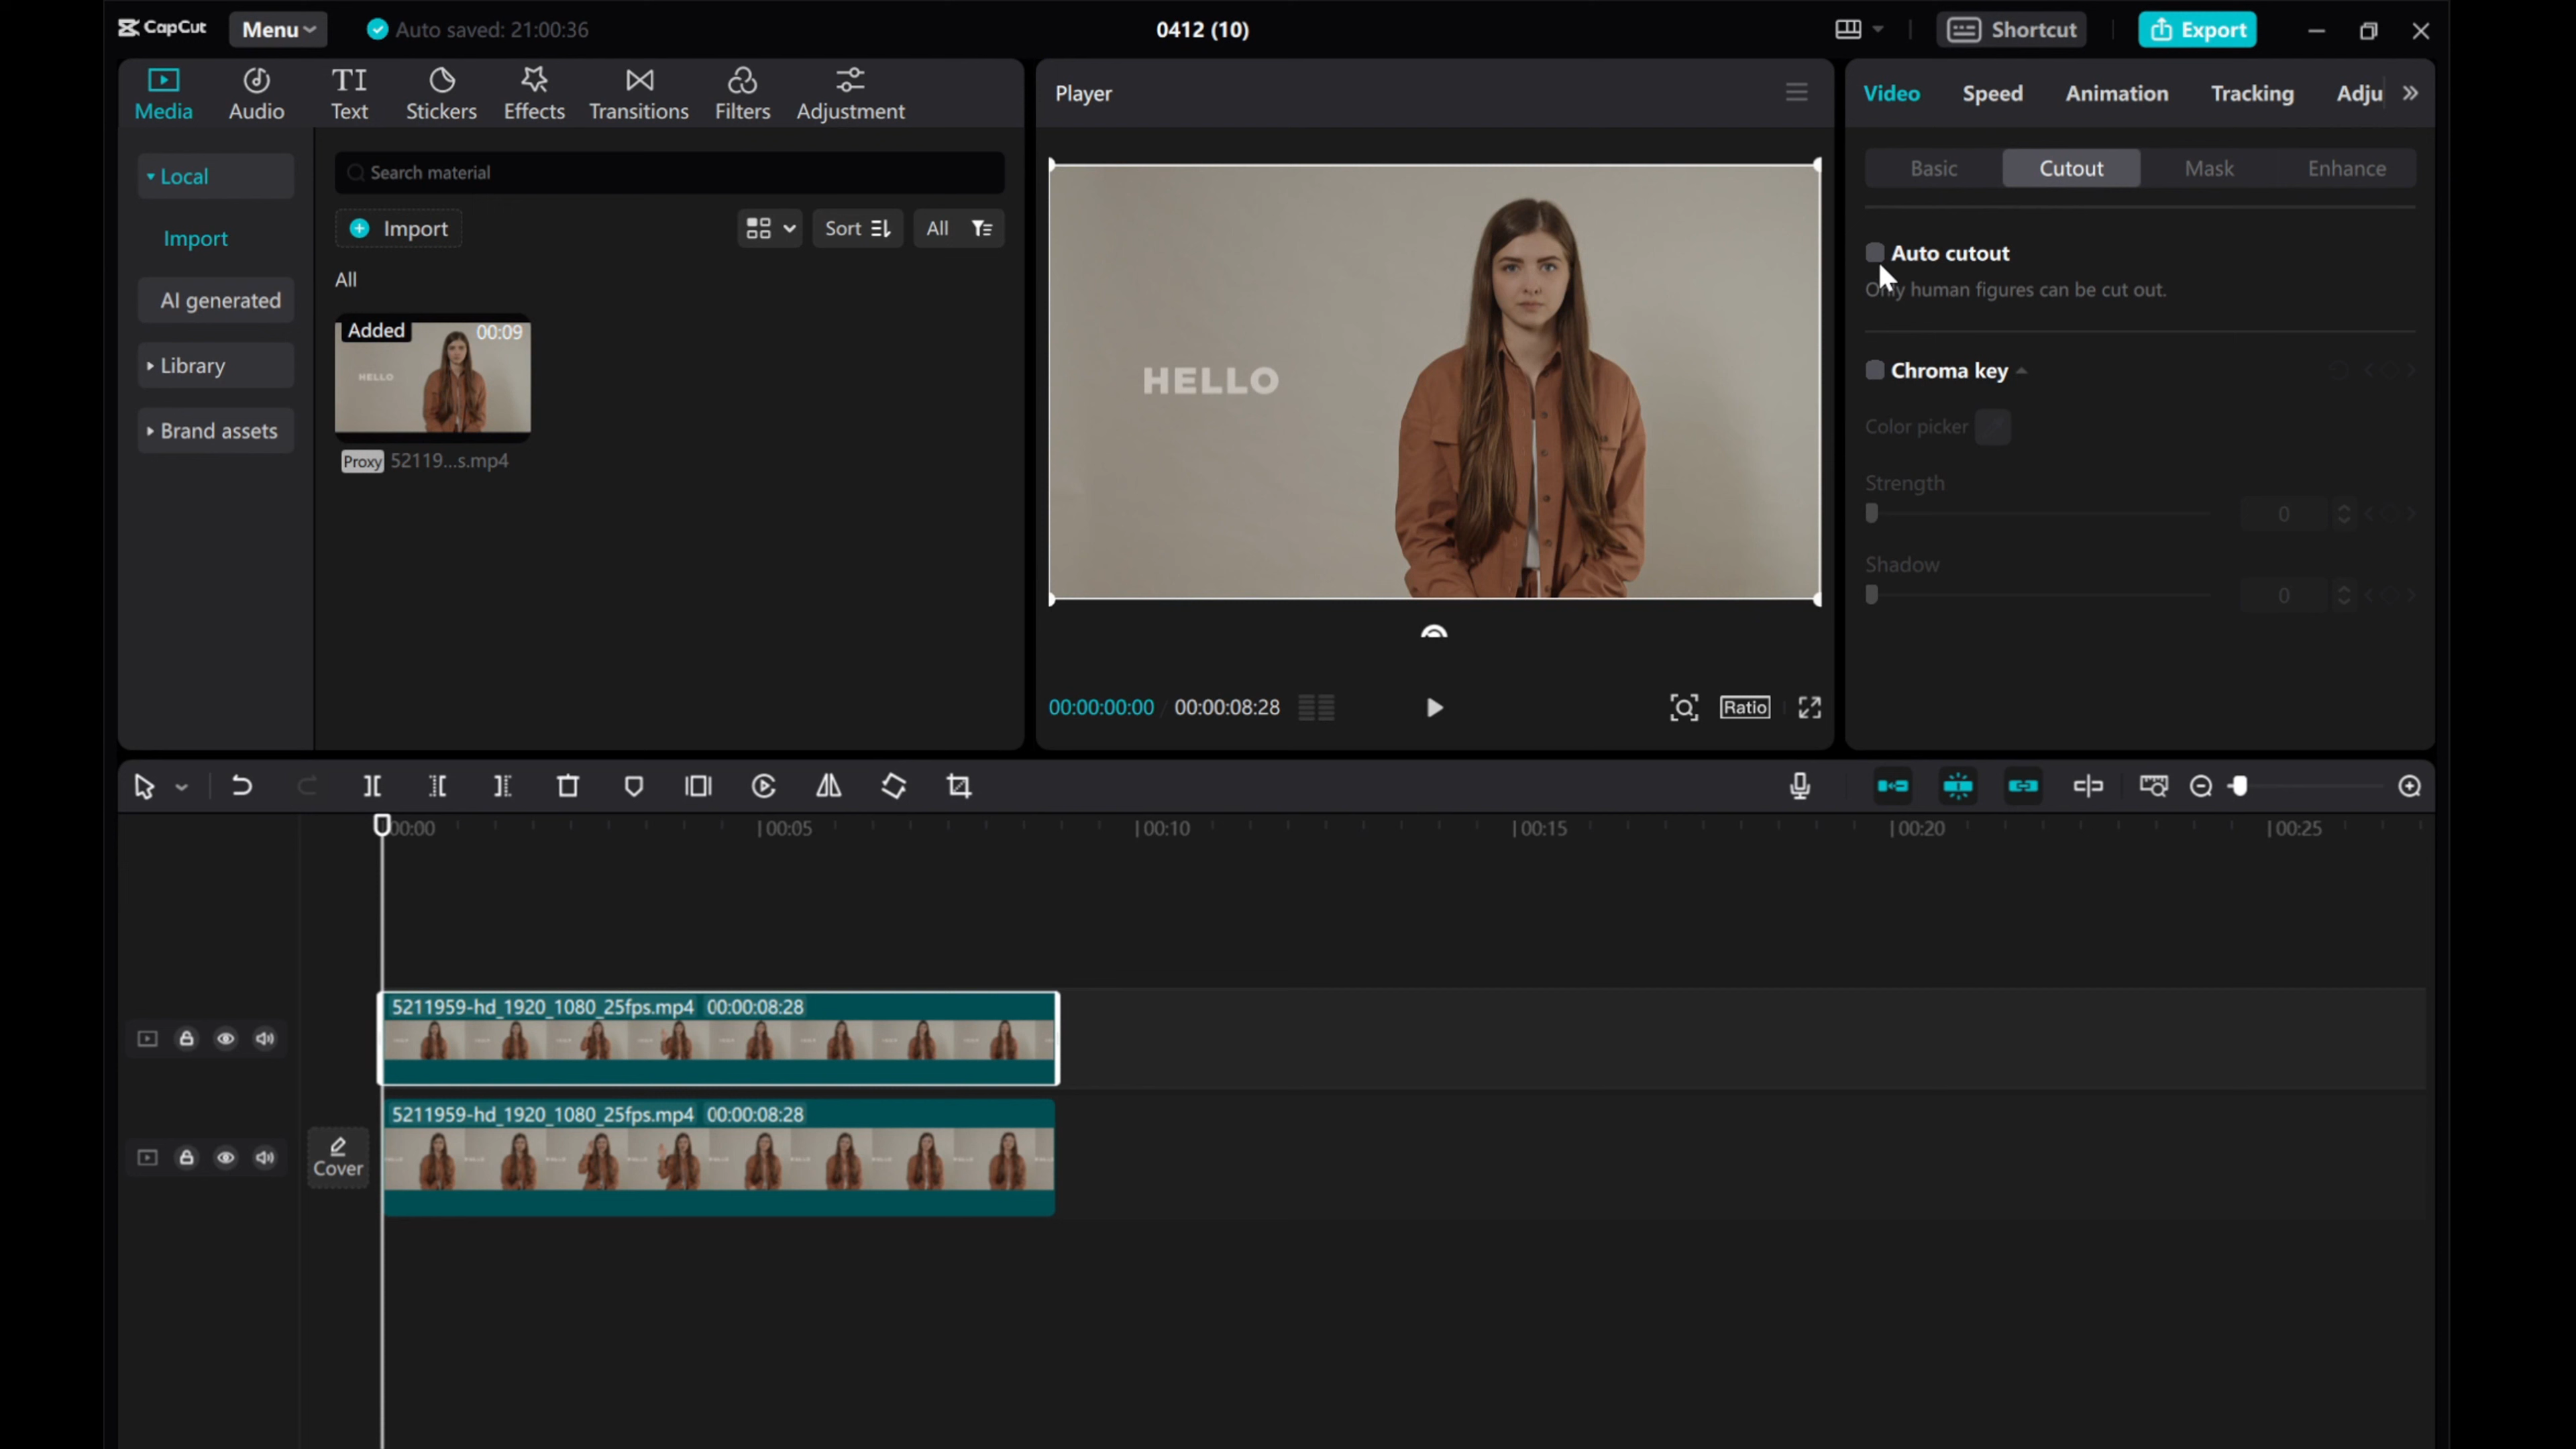 CapCut
Menu
Auto saved: 21:00:36
0412 (10)
Shortcut
Export
Media
Audio
TI
Text
Stickers
Effects
Transitions
Filters
Adjustment
Local
Import
AI generated
Library
Brand assets
Search material
Import
Sort
All
All
Added
00:09
HELLO
Proxy
52119...s.mp4
Player
HELLO
00:00:00:00 / 00:00:08:28
Ratio
Video
Speed
Animation
Tracking
Adju
Basic
Cutout
Mask
Enhance
Auto cutout
Only human figures can be cut out.
Chroma key
Color picker
Strength
0
Shadow
0
00:00
00:05
00:10
00:15
00:20
00:25
5211959-hd_1920_1080_25fps.mp4 00:00:08:28
Cover
5211959-hd_1920_1080_25fps.mp4 00:00:08:28